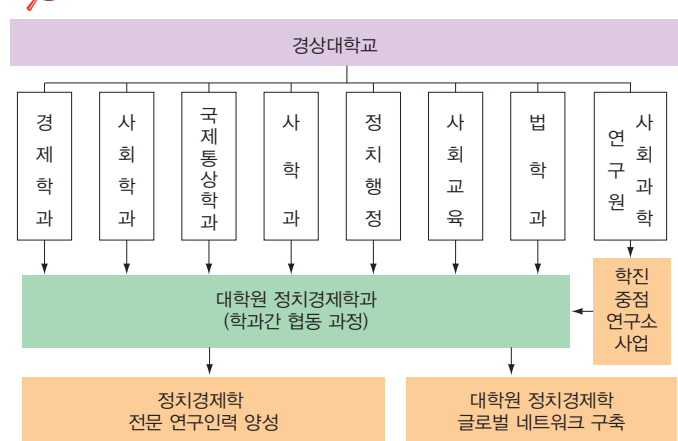 경상대학교
경제학과
사회학과
국제통상학과
사학과
정치행정
사회교육
법학과
사회과학
연구원
학진
중점
연구소
사업
대학원 정치경제학과
(학과간 협동 과정)
정치경제학
전문 연구인력 양성
대학원 정치경제학
글로벌 네트워크 구축